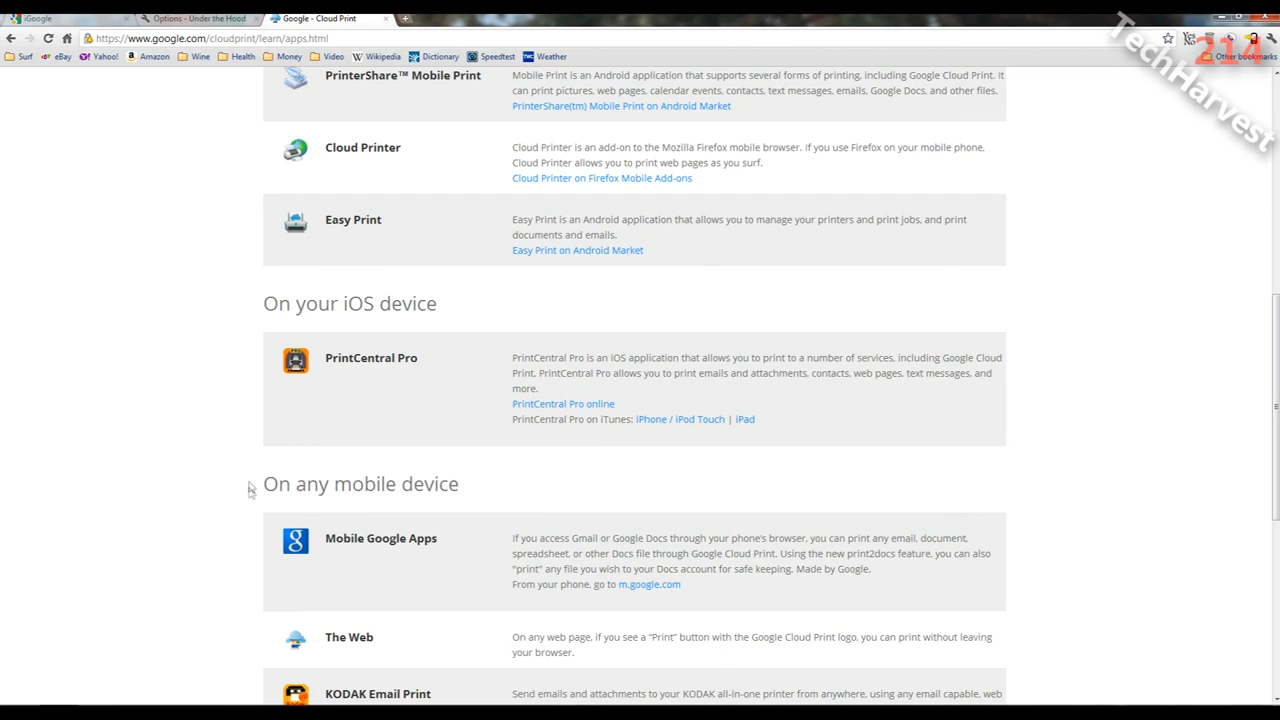 iGoogle
Options - Under the Hood
Google - Cloud Print
https://www.google.com/cloudprint/learn/apps.html
Surf
eBay
Yahoo!
Amazon
Wine
Health
Money
Video
Wikipedia
Dictionary
Speedtest
Weather
Other bookmarks
214
TechHarvest
PrinterShare™ Mobile Print
Mobile Print is an Android application that supports several forms of printing, including Google Cloud Print. It
can print pictures, web pages, calendar events, contacts, text messages, emails, Google Docs, and other files.
PrinterShare(tm) Mobile Print on Android Market
Cloud Printer
Cloud Printer is an add-on to the Mozilla Firefox mobile browser. If you use Firefox on your mobile phone,
Cloud Printer allows you to print web pages as you surf.
Cloud Printer on Firefox Mobile Add-ons
Easy Print
Easy Print is an Android application that allows you to manage your printers and print jobs, and print
documents and emails.
Easy Print on Android Market
On your iOS device
PrintCentral Pro
PrintCentral Pro is an iOS application that allows you to print to a number of services, including Google Cloud
Print. PrintCentral Pro allows you to print emails and attachments, contacts, web pages, text messages, and
more.
PrintCentral Pro online
PrintCentral Pro on iTunes: iPhone / iPod Touch | iPad
On any mobile device
Mobile Google Apps
If you access Gmail or Google Docs through your phone's browser, you can print any email, document,
spreadsheet, or other Docs file through Google Cloud Print. Using the new print2docs feature, you can also
"print" any file you wish to your Docs account for safe keeping. Made by Google.
From your phone, go to m.google.com
The Web
On any web page, if you see a "Print" button with the Google Cloud Print logo, you can print without leaving
your browser.
KODAK Email Print
Send emails and attachments to your KODAK all-in-one printer from anywhere, using any email capable, web